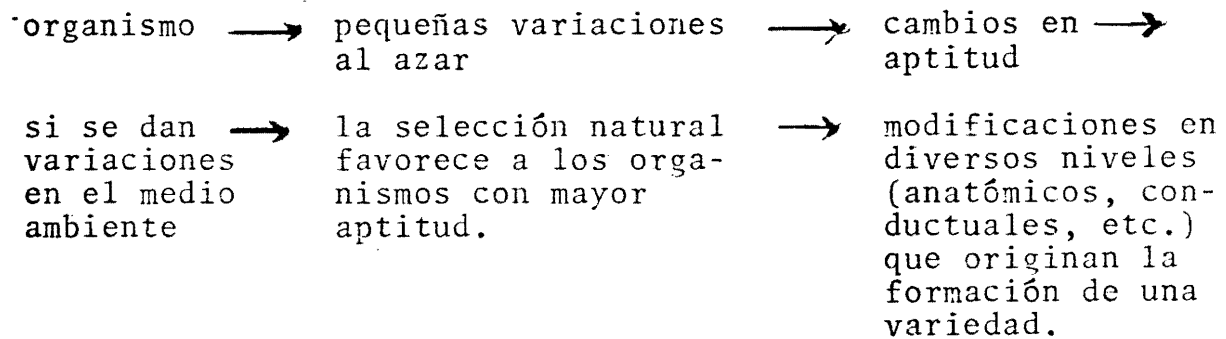 organismo → pequeñas variaciones → cambios en →
al azar aptitud
si se dan → la selección natural → modificaciones en
variaciones favorece a los orga- diversos niveles
en el medio nismos con mayor (anatómicos, con-
ambiente aptitud. ductuales, etc.)
que originan la
formación de una
variedad.